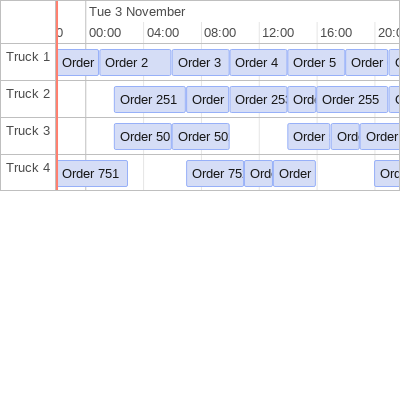 Tue 3 November
0 00:00 04:00 08:00 12:00 16:00 20:0
Truck 1 Order Order 2 Order 3 Order 4 Order 5 Order
Truck 2 Order 251 Order Order 253 Ord Order 255
Truck 3 Order 50 Order 50 Order Ord Order
Truck 4 Order 751 Order 75 Ord Order Ord